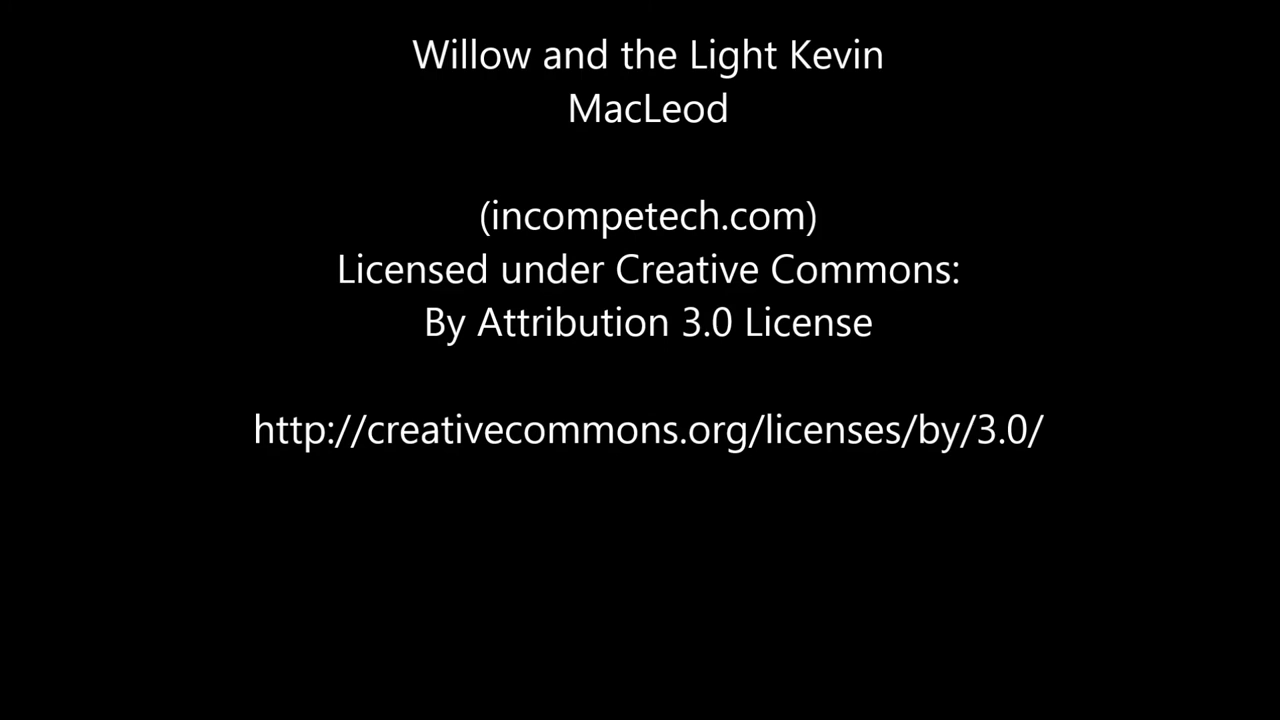 Willow and the Light Kevin
MacLeod
(incompetech.com)
Licensed under Creative Commons:
By Attribution 3.0 License
http://creativecommons.org/licenses/by/3.0/